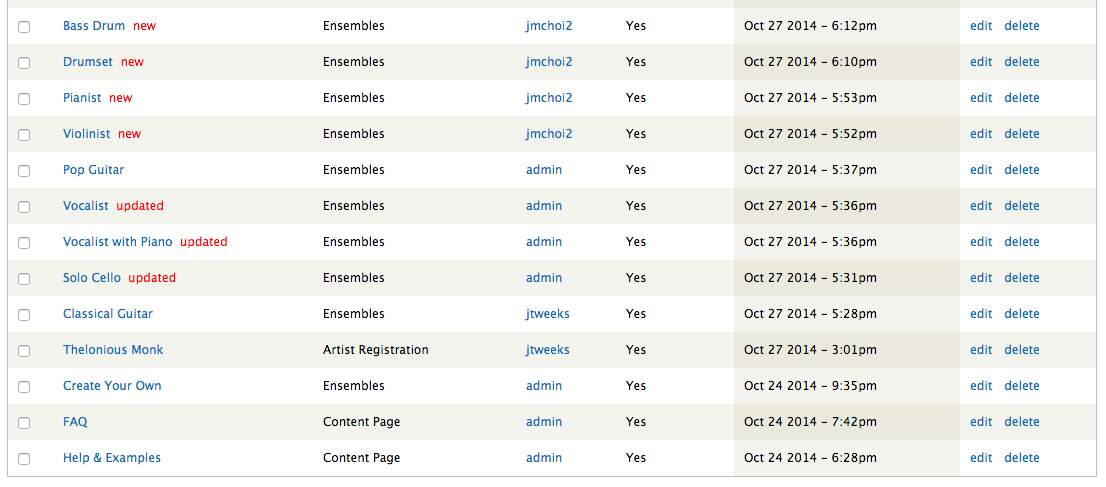 Bass Drum new Ensembles jmchoi2 Yes Oct 27 2014 - 6:12pm edit delete
Drumset new Ensembles jmchoi2 Yes Oct 27 2014 - 6:10pm edit delete
Pianist new Ensembles jmchoi2 Yes Oct 27 2014 - 5:53pm edit delete
Violinist new Ensembles jmchoi2 Yes Oct 27 2014 - 5:52pm edit delete
Pop Guitar Ensembles admin Yes Oct 27 2014 - 5:37pm edit delete
Vocalist updated Ensembles admin Yes Oct 27 2014 - 5:36pm edit delete
Vocalist with Piano updated Ensembles admin Yes Oct 27 2014 - 5:36pm edit delete
Solo Cello updated Ensembles admin Yes Oct 27 2014 - 5:31pm edit delete
Classical Guitar Ensembles jtweeks Yes Oct 27 2014 - 5:28pm edit delete
Thelonious Monk Artist Registration jtweeks Yes Oct 27 2014 - 3:01pm edit delete
Create Your Own Ensembles admin Yes Oct 24 2014 - 9:35pm edit delete
FAQ Content Page admin Yes Oct 24 2014 - 7:42pm edit delete
Help & Examples Content Page admin Yes Oct 24 2014 - 6:28pm edit delete